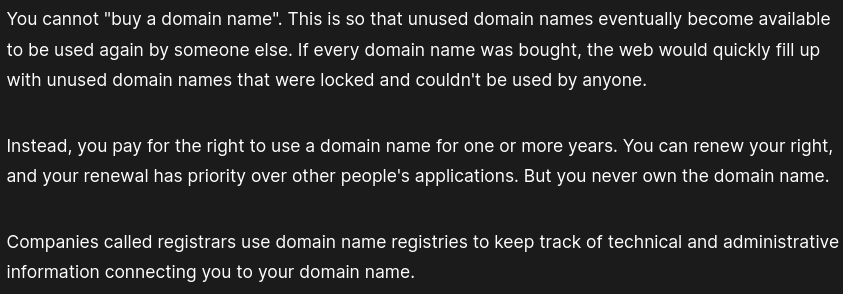 You cannot "buy a domain name". This is so that unused domain names eventually become available
to be used again by someone else. If every domain name was bought, the web would quickly fill up
with unused domain names that were locked and couldn't be used by anyone.
Instead, you pay for the right to use a domain name for one or more years. You can renew your right,
and your renewal has priority over other people's applications. But you never own the domain name.
Companies called registrars use domain name registries to keep track of technical and administrative
information connecting you to your domain name.